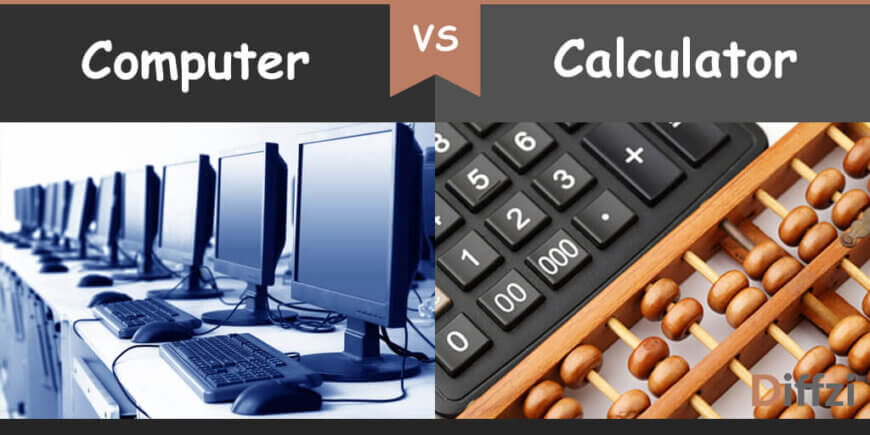 Computer
VS
Calculator
8
6
+
5
3
2
.
1
000
00
0
Diffzi